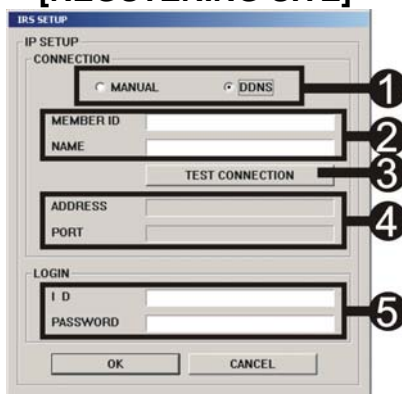 [REGSTERING SITE]
IRS SETUP
IP SETUP
CONNECTION
MANUAL DDNS 1
MEMBER ID
NAME 2
TEST CONNECTION 3
ADDRESS
PORT 4
LOGIN
I D
PASSWORD 5
OK CANCEL